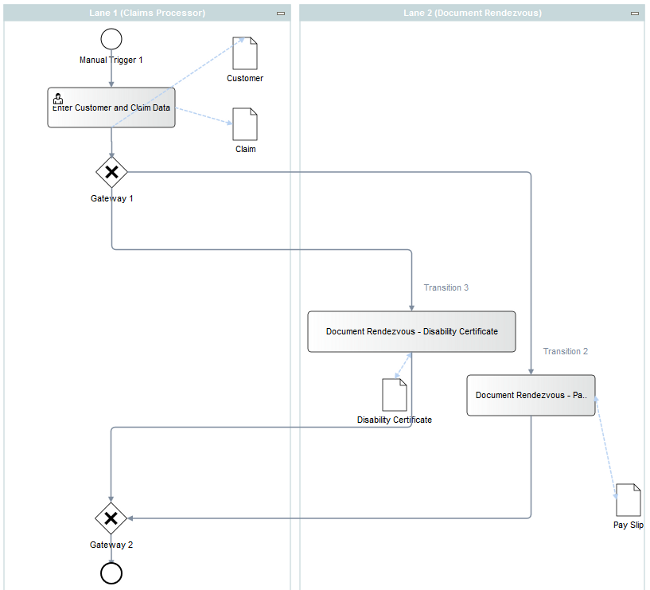 Lane 1 (Claims Processor)
Lane 2 (Document Rendezvous)
Manual Trigger 1
Customer
Enter Customer and Claim Data
Claim
Gateway 1
Transition 3
Document Rendezvous - Disability Certificate
Transition 2
Document Rendezvous - Pa..
Disability Certificate
Pay Slip
Gateway 2